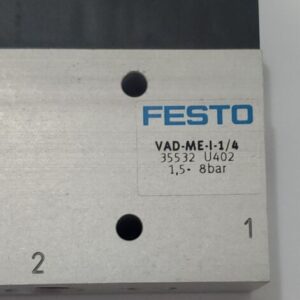 FESTO
VAD-ME-I-1/4
35532 U402
1,5- 8bar
1
2